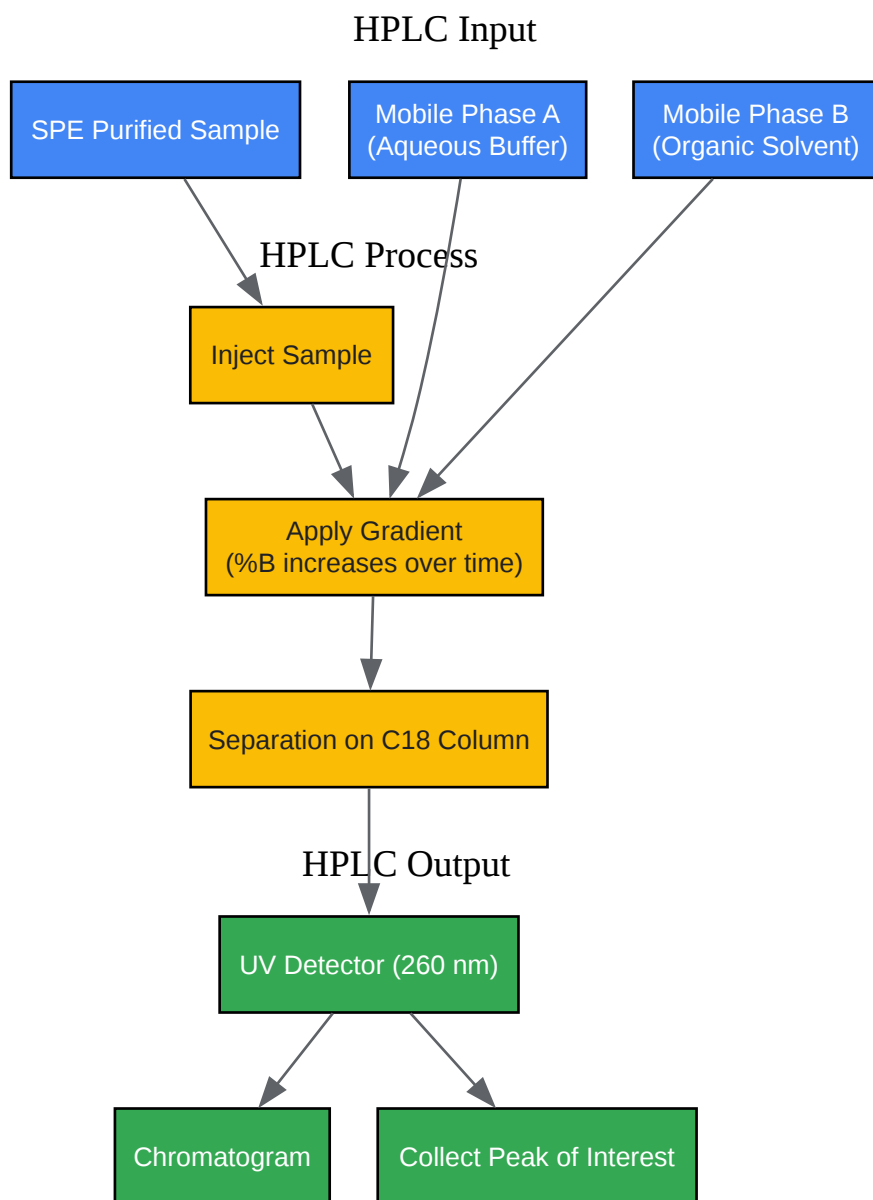 HPLC Input
SPE Purified Sample
Mobile Phase A
(Aqueous Buffer)
Mobile Phase B
(Organic Solvent)
HPLC Process
Inject Sample
Apply Gradient
(%B increases over time)
Separation on C18 Column
HPLC Output
UV Detector (260 nm)
Chromatogram
Collect Peak of Interest